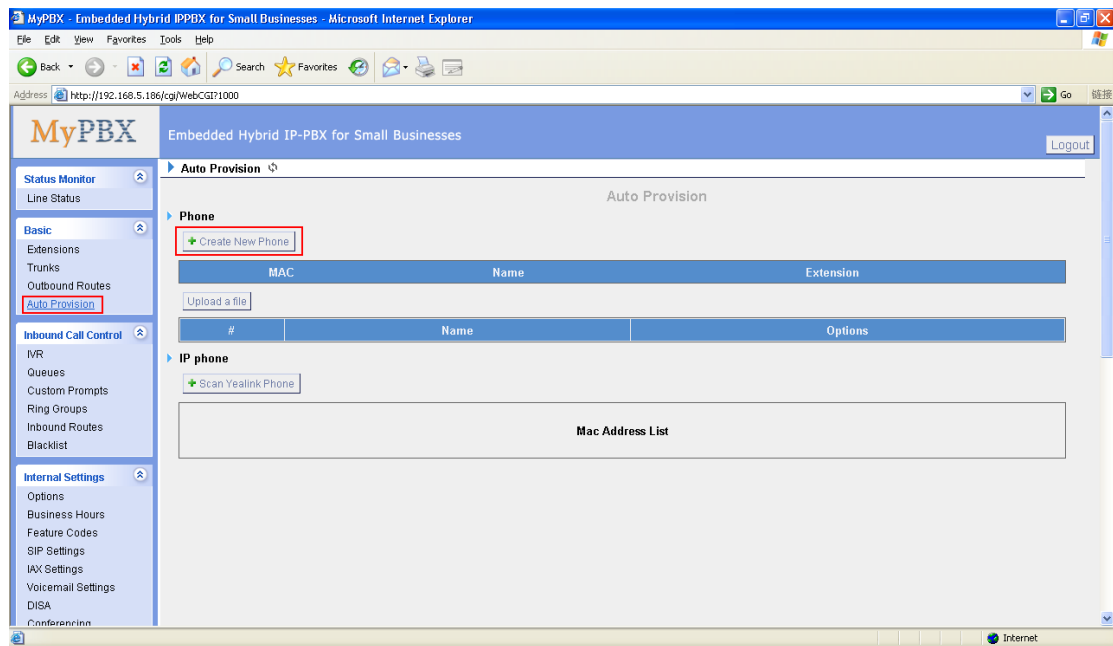 MyPBX - Embedded Hybrid IPPBX for Small Businesses - Microsoft Internet Explorer
File Edit View Favorites Tools Help
Back Search Favorites
Address http://192.168.5.186/cgi/WebCGI?1000 Go 链接
MyPBX Embedded Hybrid IP-PBX for Small Businesses
Logout
Status Monitor
Line Status
Basic
Extensions
Trunks
Outbound Routes
Auto Provision
Inbound Call Control
IVR
Queues
Custom Prompts
Ring Groups
Inbound Routes
Blacklist
Internal Settings
Options
Business Hours
Feature Codes
SIP Settings
IAX Settings
Voicemail Settings
DISA
Conferencing
Auto Provision
Auto Provision
Phone
Create New Phone
MAC Name Extension
Upload a file
# Name Options
IP phone
Scan Yealink Phone
Mac Address List
Internet